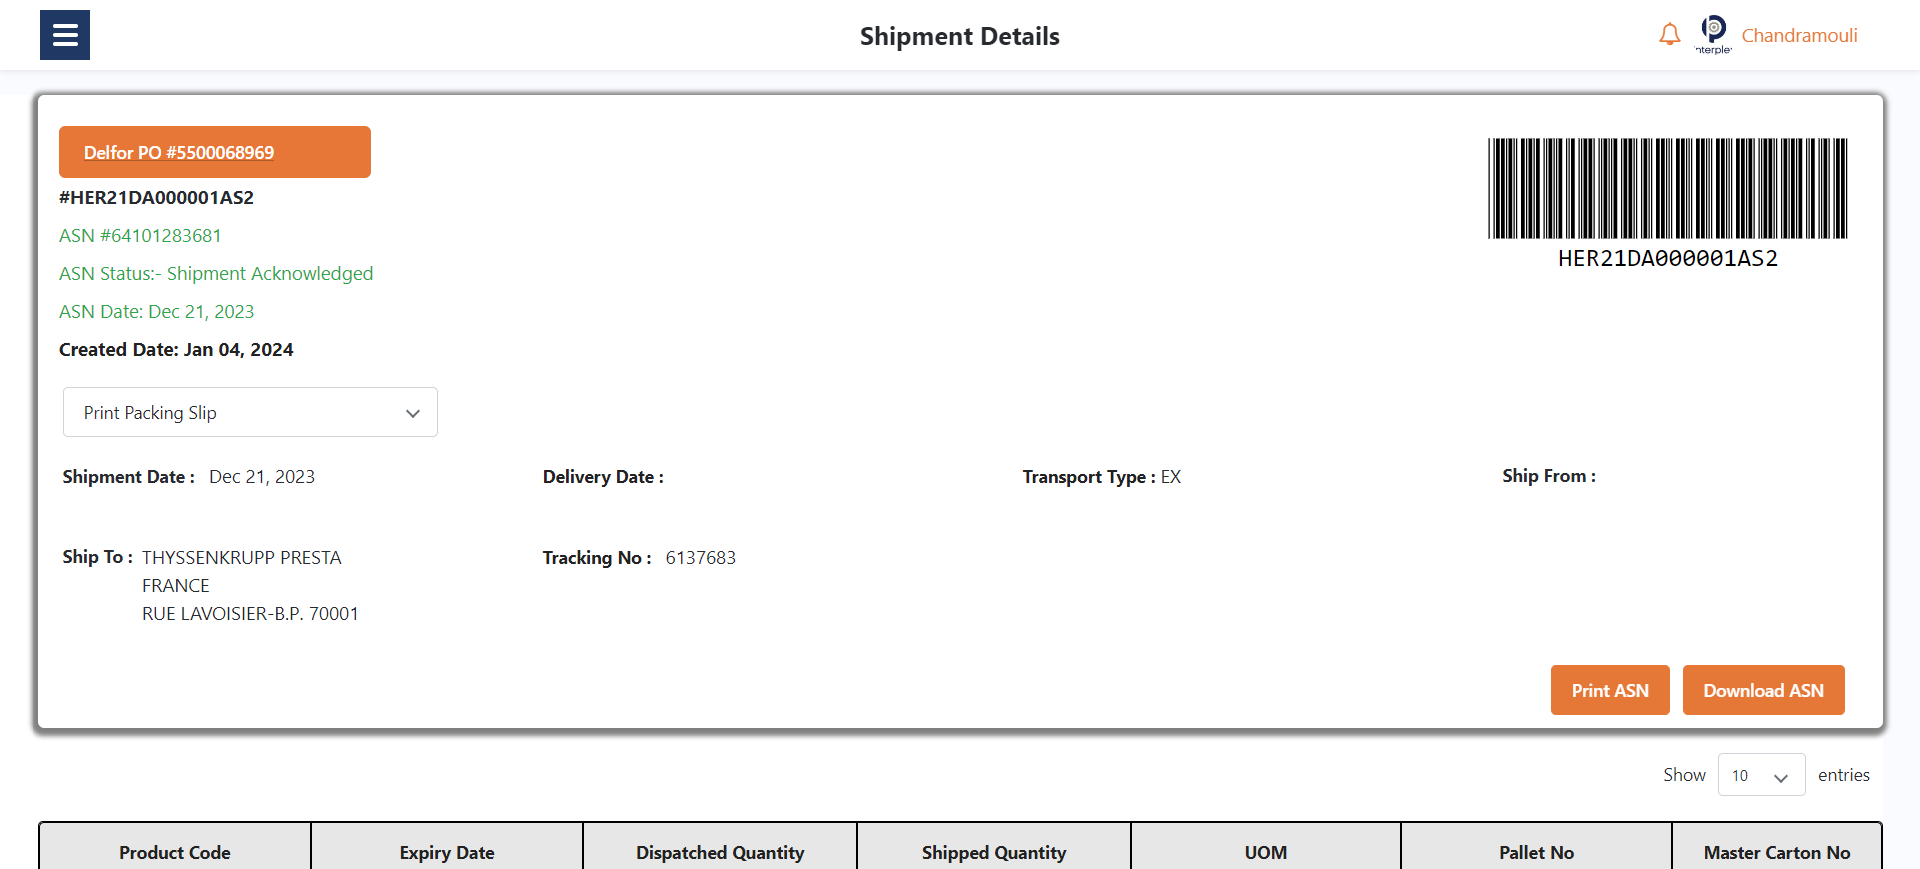 Shipment Details
nterple
Chandramouli
Delfor PO #5500068969
#HER21DA000001AS2
ASN #64101283681
ASN Status:- Shipment Acknowledged
ASN Date: Dec 21, 2023
Created Date: Jan 04, 2024
HER21DA000001AS2
Print Packing Slip
Shipment Date : Dec 21, 2023
Delivery Date :
Transport Type : EX
Ship From :
Ship To : THYSSENKRUPP PRESTA
FRANCE
RUE LAVOISIER-B.P. 70001
Tracking No : 6137683
Print ASN
Download ASN
Show 10 entries
Product Code
Expiry Date
Dispatched Quantity
Shipped Quantity
UOM
Pallet No
Master Carton No